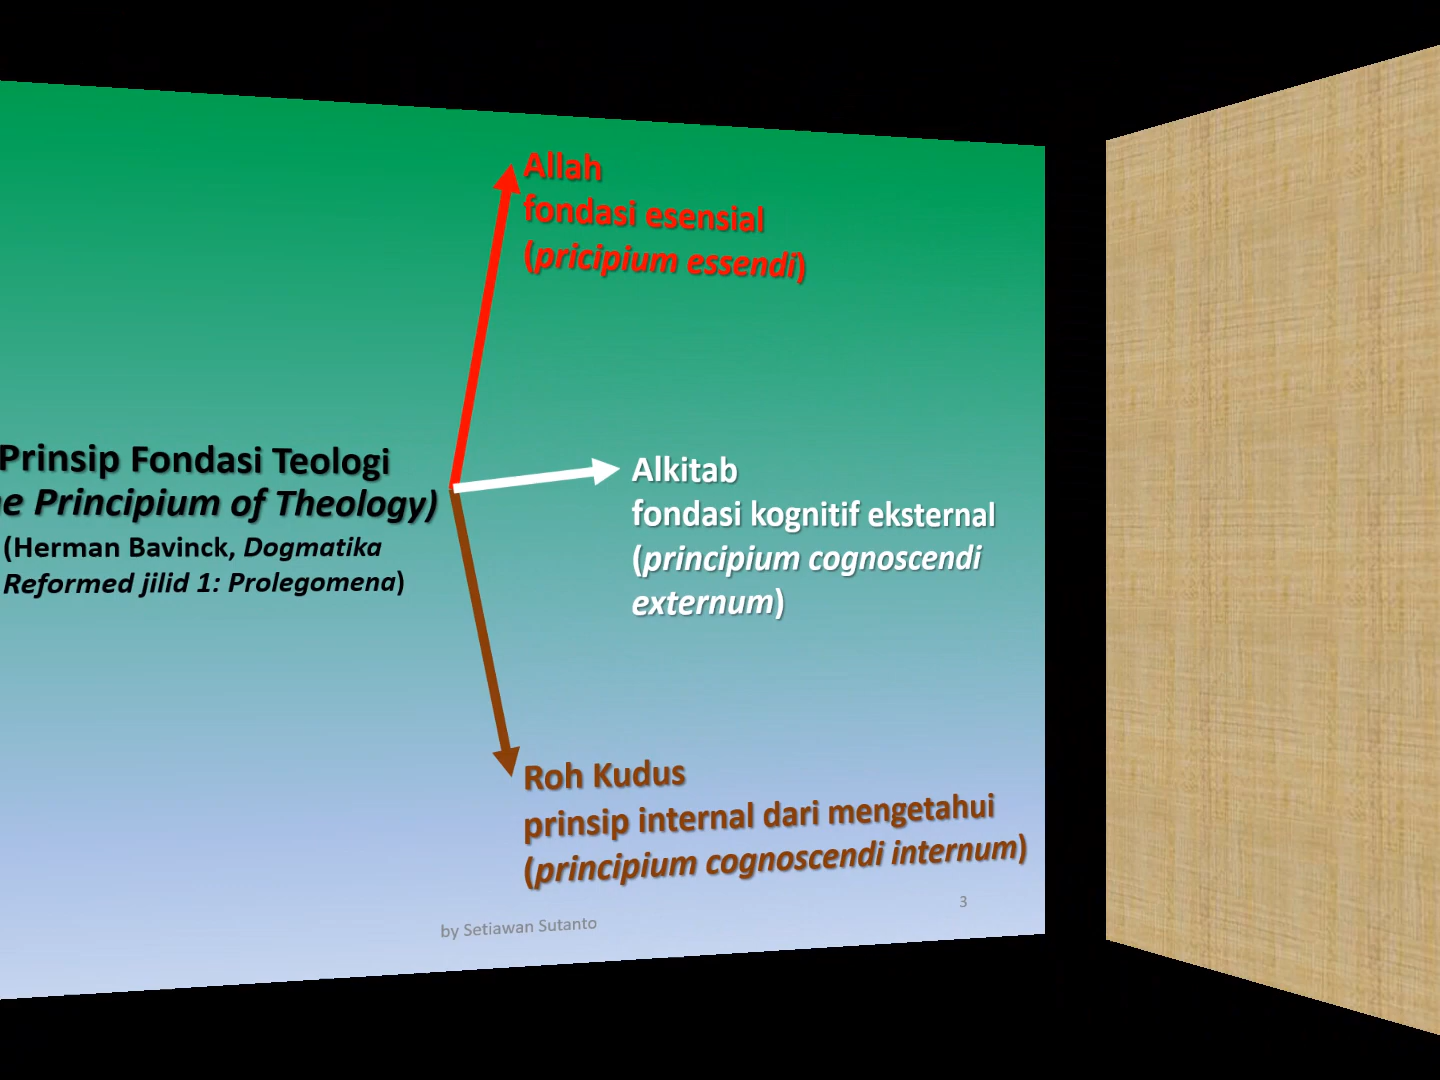 Allah
fondasi esensial
(pricipium essendi)
Prinsip Fondasi Teologi
Principium of Theology)
(Herman Bavinck, Dogmatika
Reformed jilid 1: Prolegomena)
Alkitab
fondasi kognitif eksternal
(principium cognoscendi
externum)
Roh Kudus
prinsip internal dari mengetahui
(principium cognoscendi internum)
by Setiawan Sutanto
3